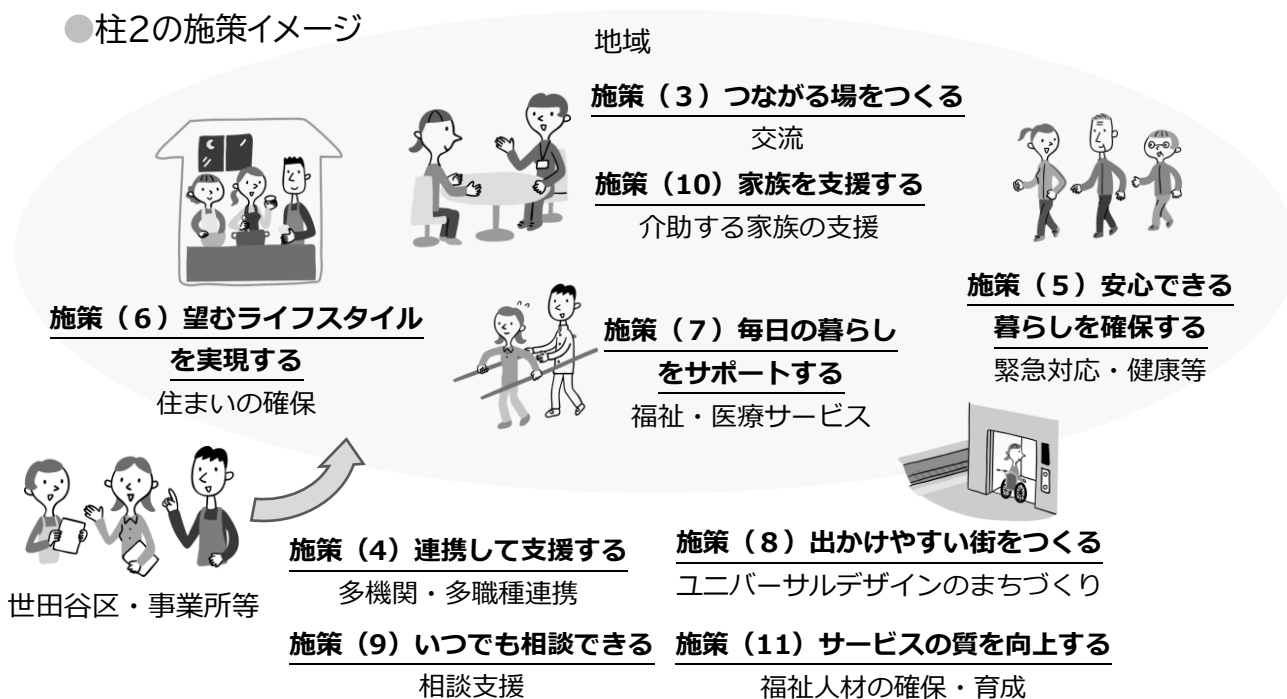 ●柱2の施策イメージ
地域
施策（3）つながる場をつくる
交流
施策（10）家族を支援する
介助する家族の支援
施策（6）望むライフスタイル
を実現する
住まいの確保
施策（7）毎日の暮らし
をサポートする
福祉・医療サービス
施策（5）安心できる
暮らしを確保する
緊急対応・健康等
世田谷区・事業所等
施策（4）連携して支援する
多機関・多職種連携
施策（8）出かけやすい街をつくる
ユニバーサルデザインのまちづくり
施策（9）いつでも相談できる
相談支援
施策（11）サービスの質を向上する
福祉人材の確保・育成